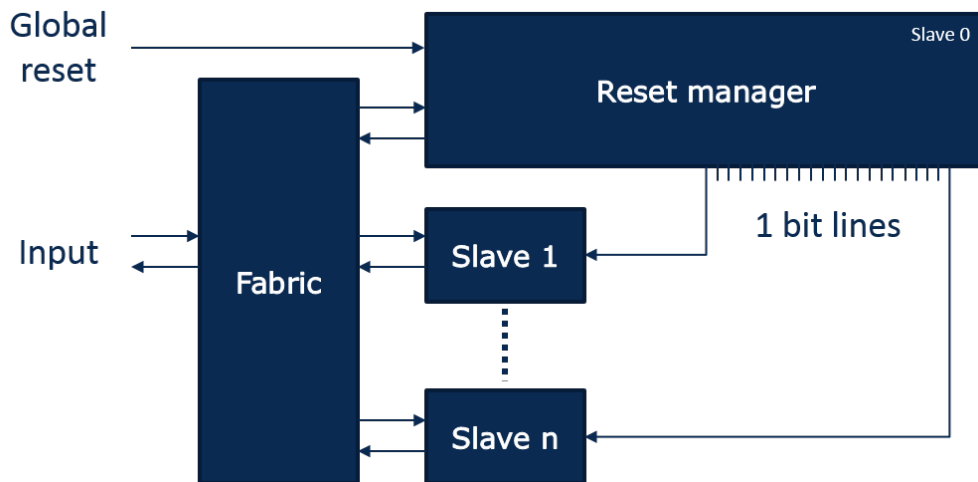 Global
reset
Slave 0
Reset manager
1 bit lines
Input
Fabric
Slave 1
Slave n